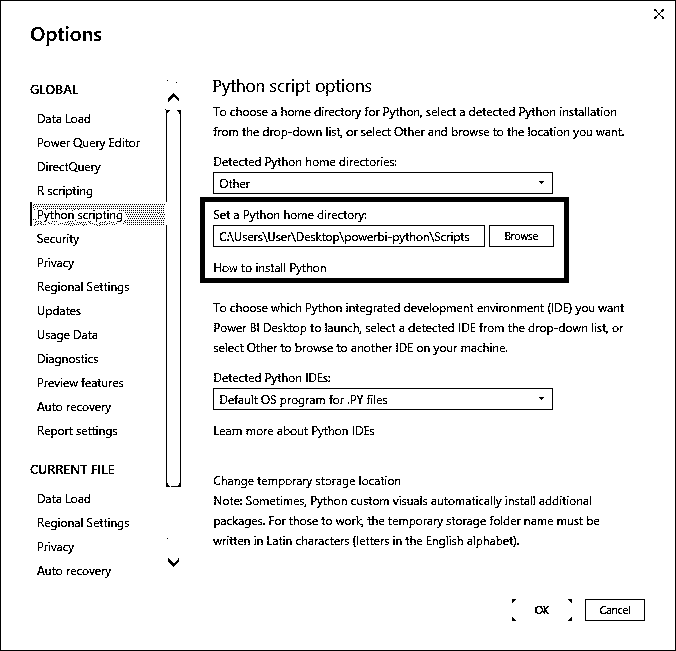 Options
GLOBAL
Data Load
Power Query Editor
DirectQuery
R scripting
Python scripting
Security
Privacy
Regional Settings
Updates
Usage Data
Diagnostics
Preview features
Auto recovery
Report settings
CURRENT FILE
Data Load
Regional Settings
Privacy
Auto recovery
Python script options
To choose a home directory for Python, select a detected Python installation
from the drop-down list, or select Other and browse to the location you want.
Detected Python home directories:
Other
Set a Python home directory:
C\Users\User\Desktop\powerbi-python\Scripts
Browse
How to install Python
To choose which Python integrated development environment (IDE) you want
Power BI Desktop to launch, select a detected IDE from the drop-down list, or
select Other to browse to another IDE on your machine.
Detected Python IDEs:
Default OS program for .PY files
Learn more about Python IDEs
Change temporary storage location
Note: Sometimes, Python custom visuals automatically install additional
packages. For those to work, the temporary storage folder name must be
written in Latin characters (letters in the English alphabet).
OK
Cancel